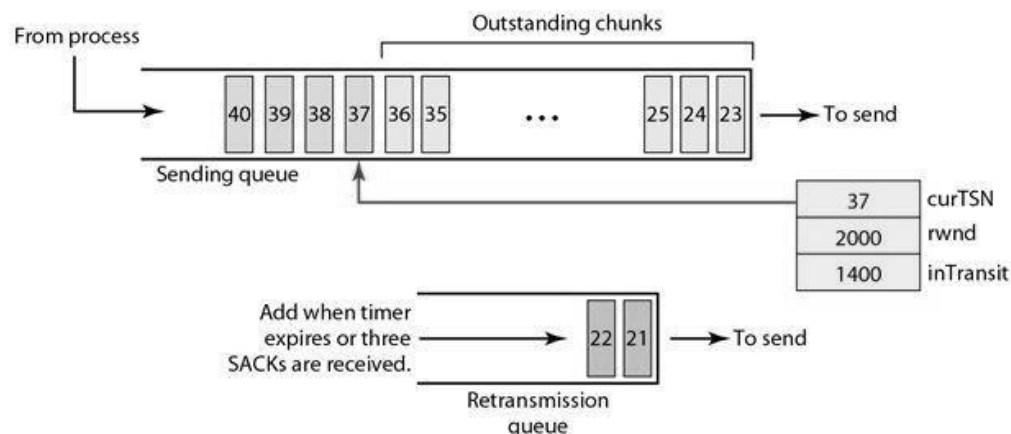 Outstanding chunks
From process
40 39 38 37 36 35 ... 25 24 23
To send
Sending queue
37 curTSN
2000 rwnd
1400 inTransit
Add when timer
expires or three
SACKs are received.
22 21
To send
Retransmission
queue